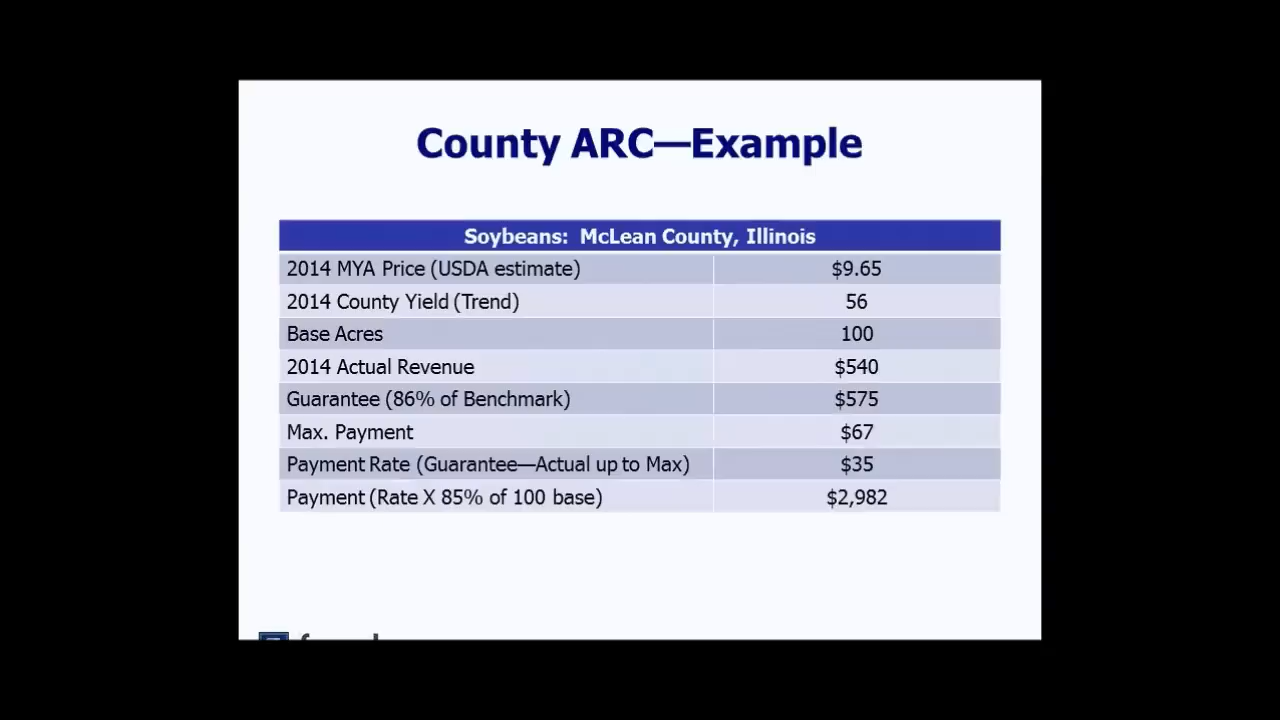 County ARC—Example
Soybeans: McLean County, Illinois
2014 MYA Price (USDA estimate) $9.65
2014 County Yield (Trend) 56
Base Acres 100
2014 Actual Revenue $540
Guarantee (86% of Benchmark) $575
Max. Payment $67
Payment Rate (Guarantee—Actual up to Max) $35
Payment (Rate X 85% of 100 base) $2,982